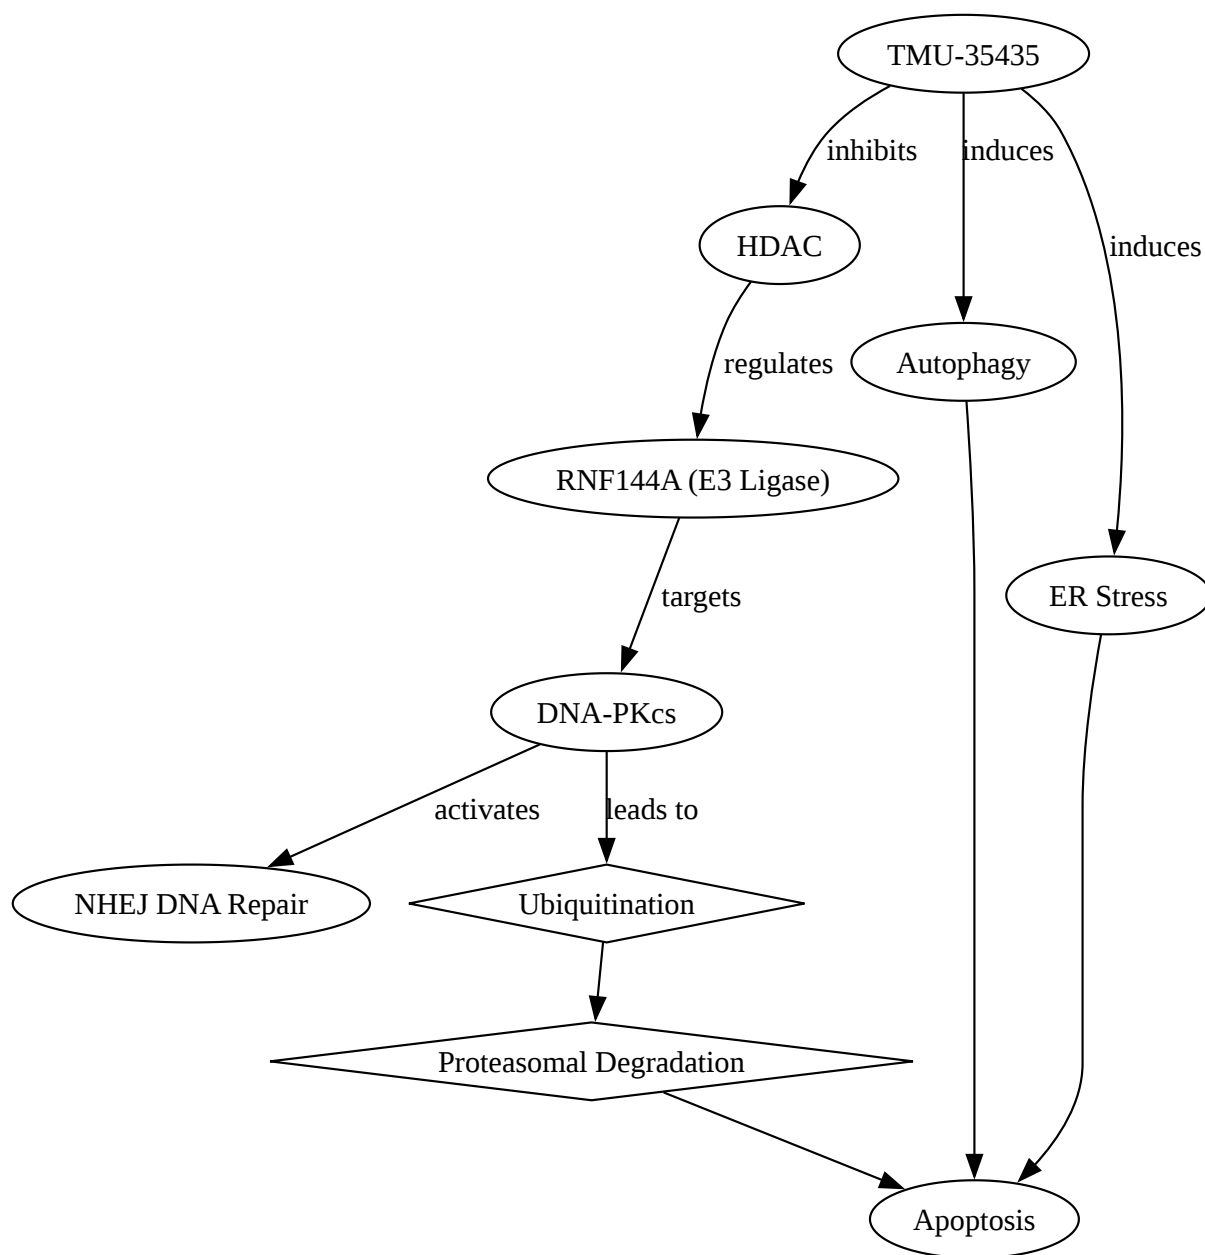 TMU-35435
inhibits
induces
HDAC
induces
regulates
Autophagy
RNF144A (E3 Ligase)
targets
ER Stress
DNA-PKcs
activates
leads to
NHEJ DNA Repair
Ubiquitination
Proteasomal Degradation
Apoptosis